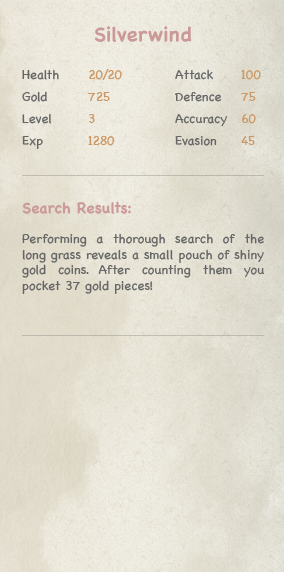 Silverwind
Health 20/20 Attack 100
Gold 725 Defence 75
Level 3 Accuracy 60
Exp 1280 Evasion 45
Search Results:
Performing a thorough search of the
long grass reveals a small pouch of shiny
gold coins. After counting them you
pocket 37 gold pieces!